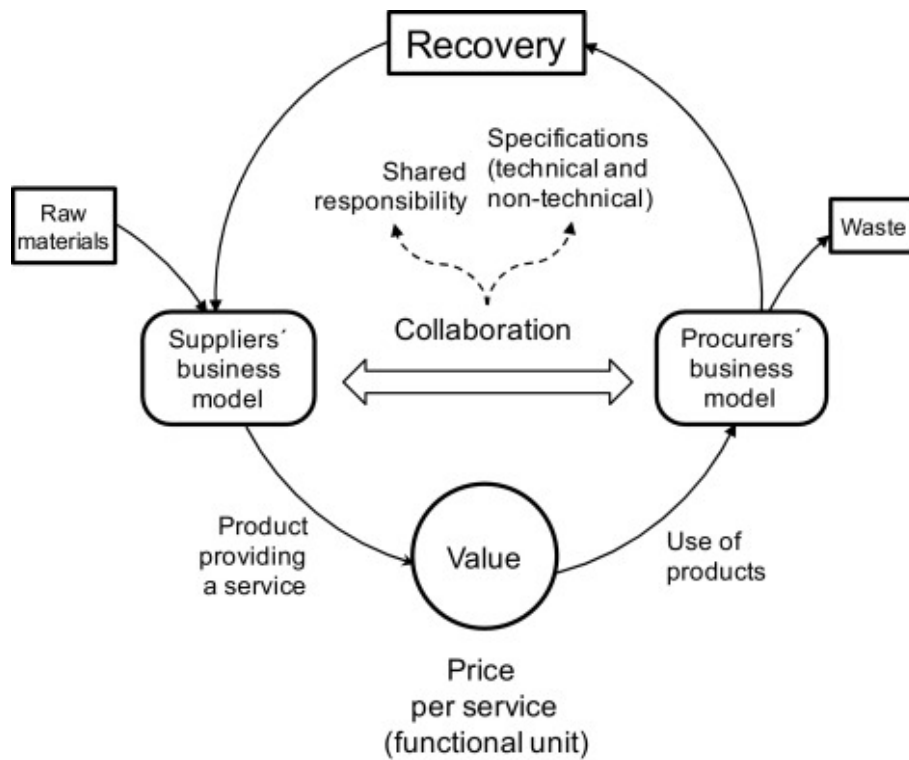 Recovery
Specifications
(technical and
non-technical)
Shared
responsibility
Raw
materials
Waste
Collaboration
Suppliers´
business
model
Procurers´
business
model
Product
providing
a service
Value
Use of
products
Price
per service
(functional unit)